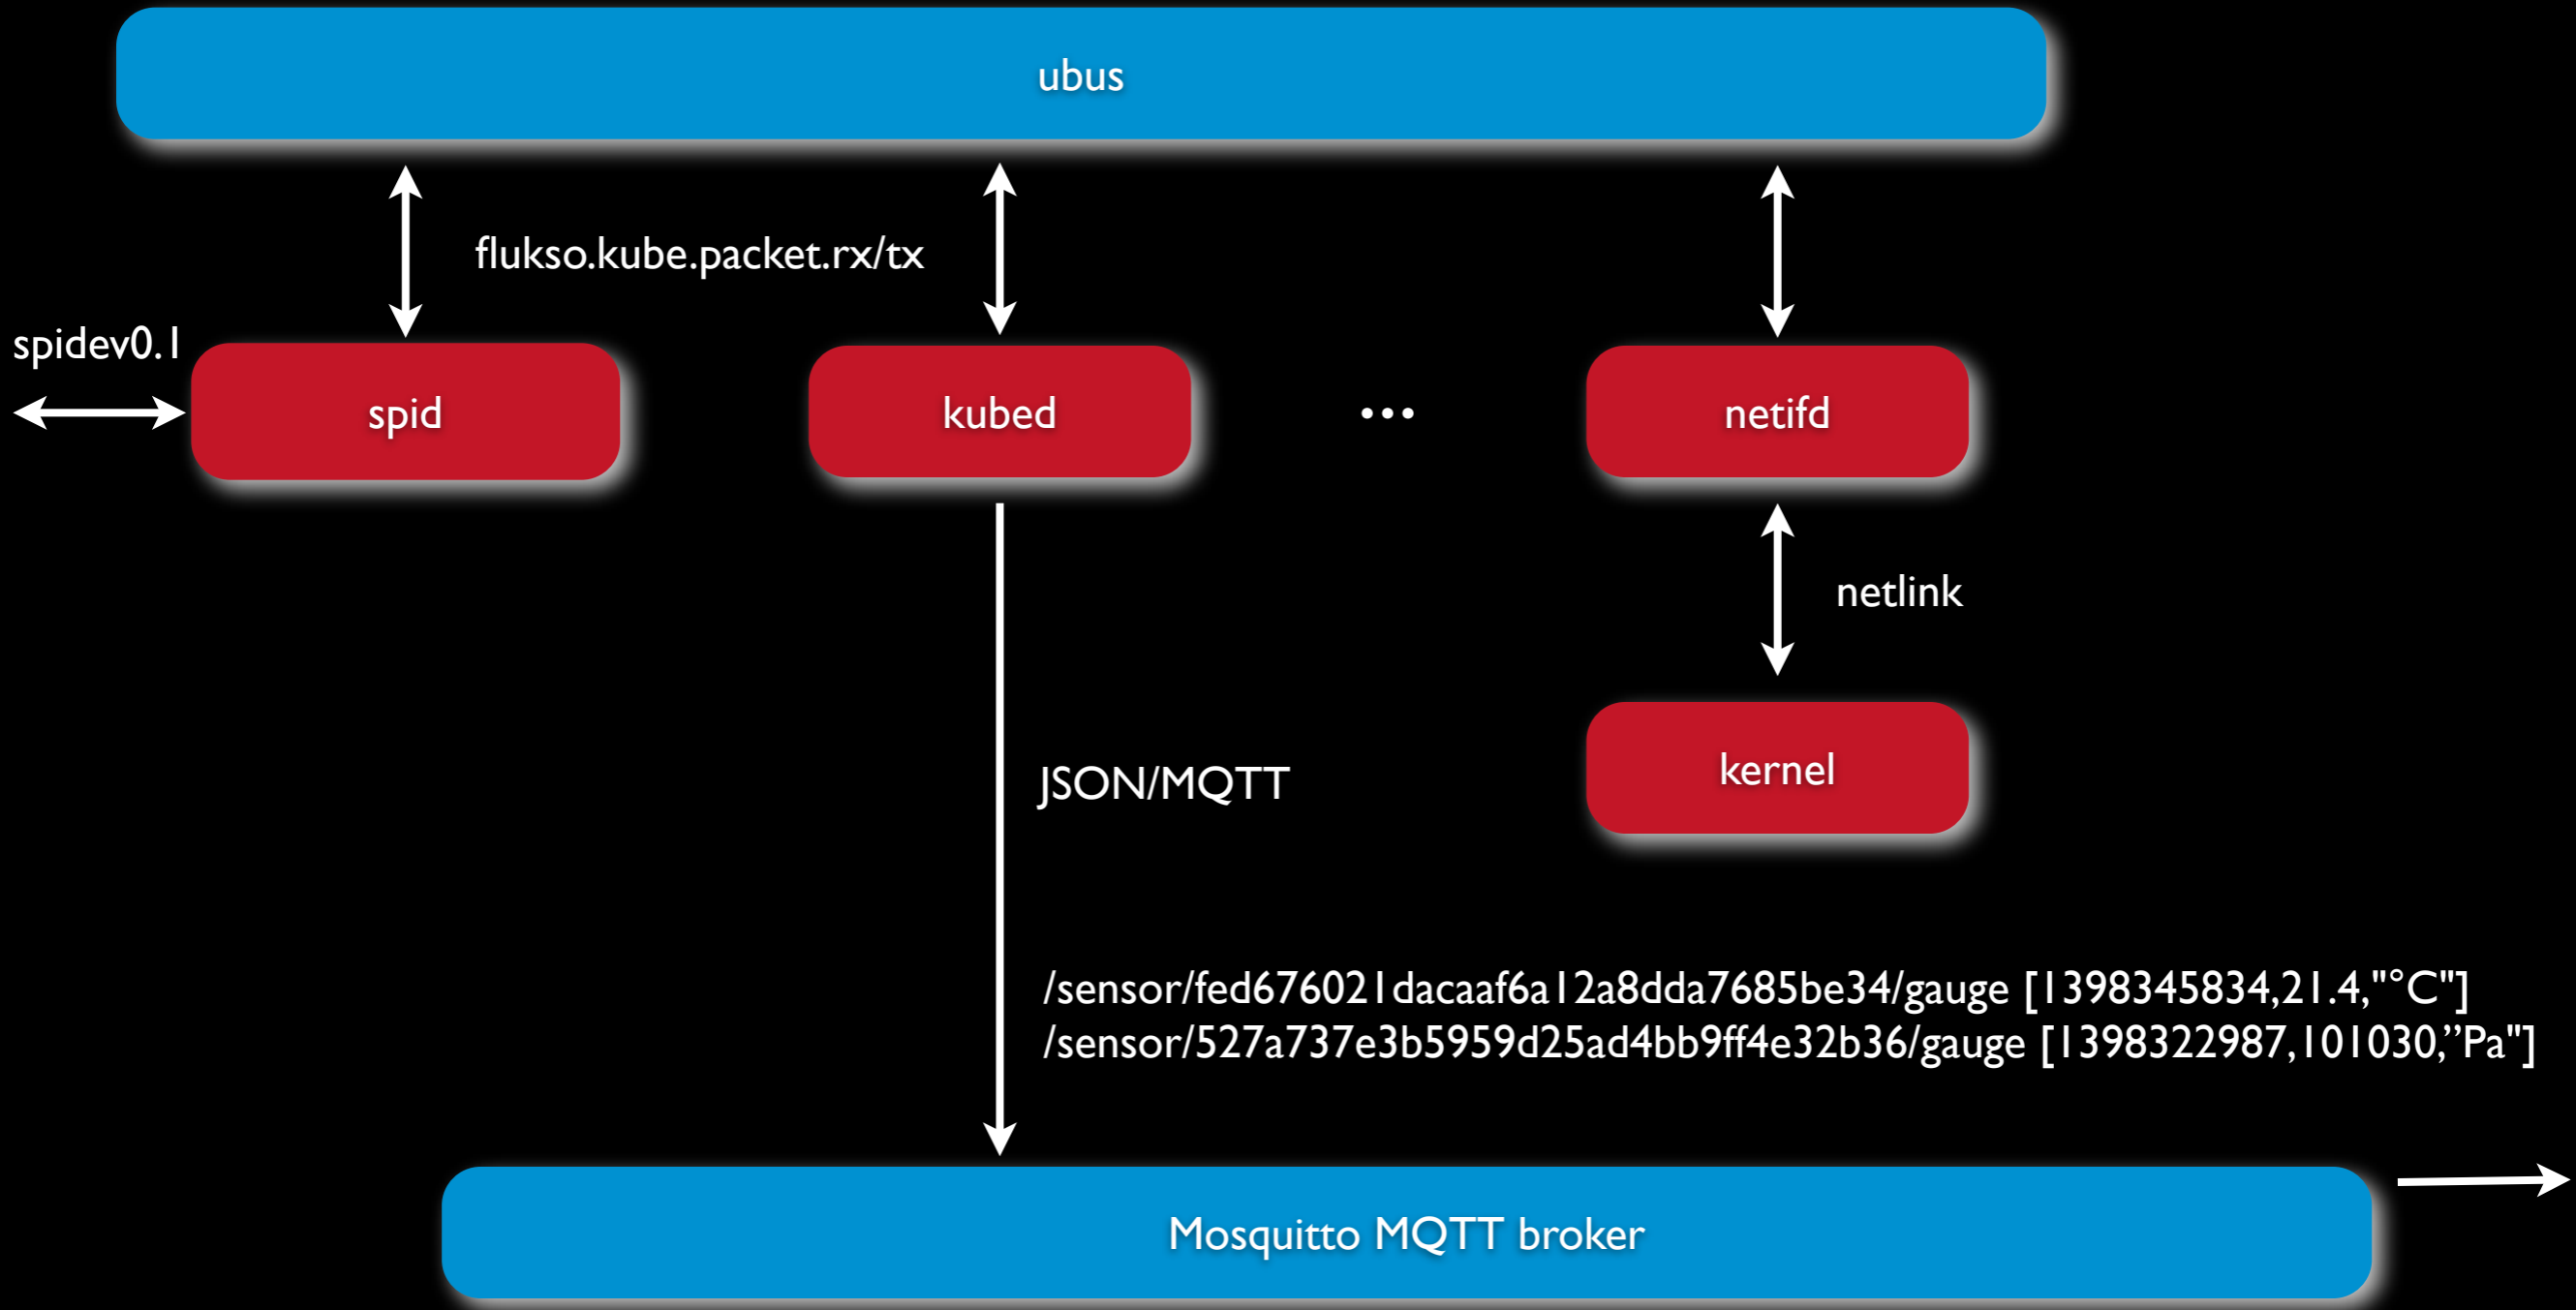 ubus
flukso.kube.packet.rx/tx
spidev0.1
spid
kubed
...
netifd
netlink
kernel
JSON/MQTT
/sensor/fed676021dacaaf6a12a8dda7685be34/gauge [1398345834,21.4,"°C"]
/sensor/527a737e3b5959d25ad4bb9ff4e32b36/gauge [1398322987,101030,”Pa"]
Mosquitto MQTT broker